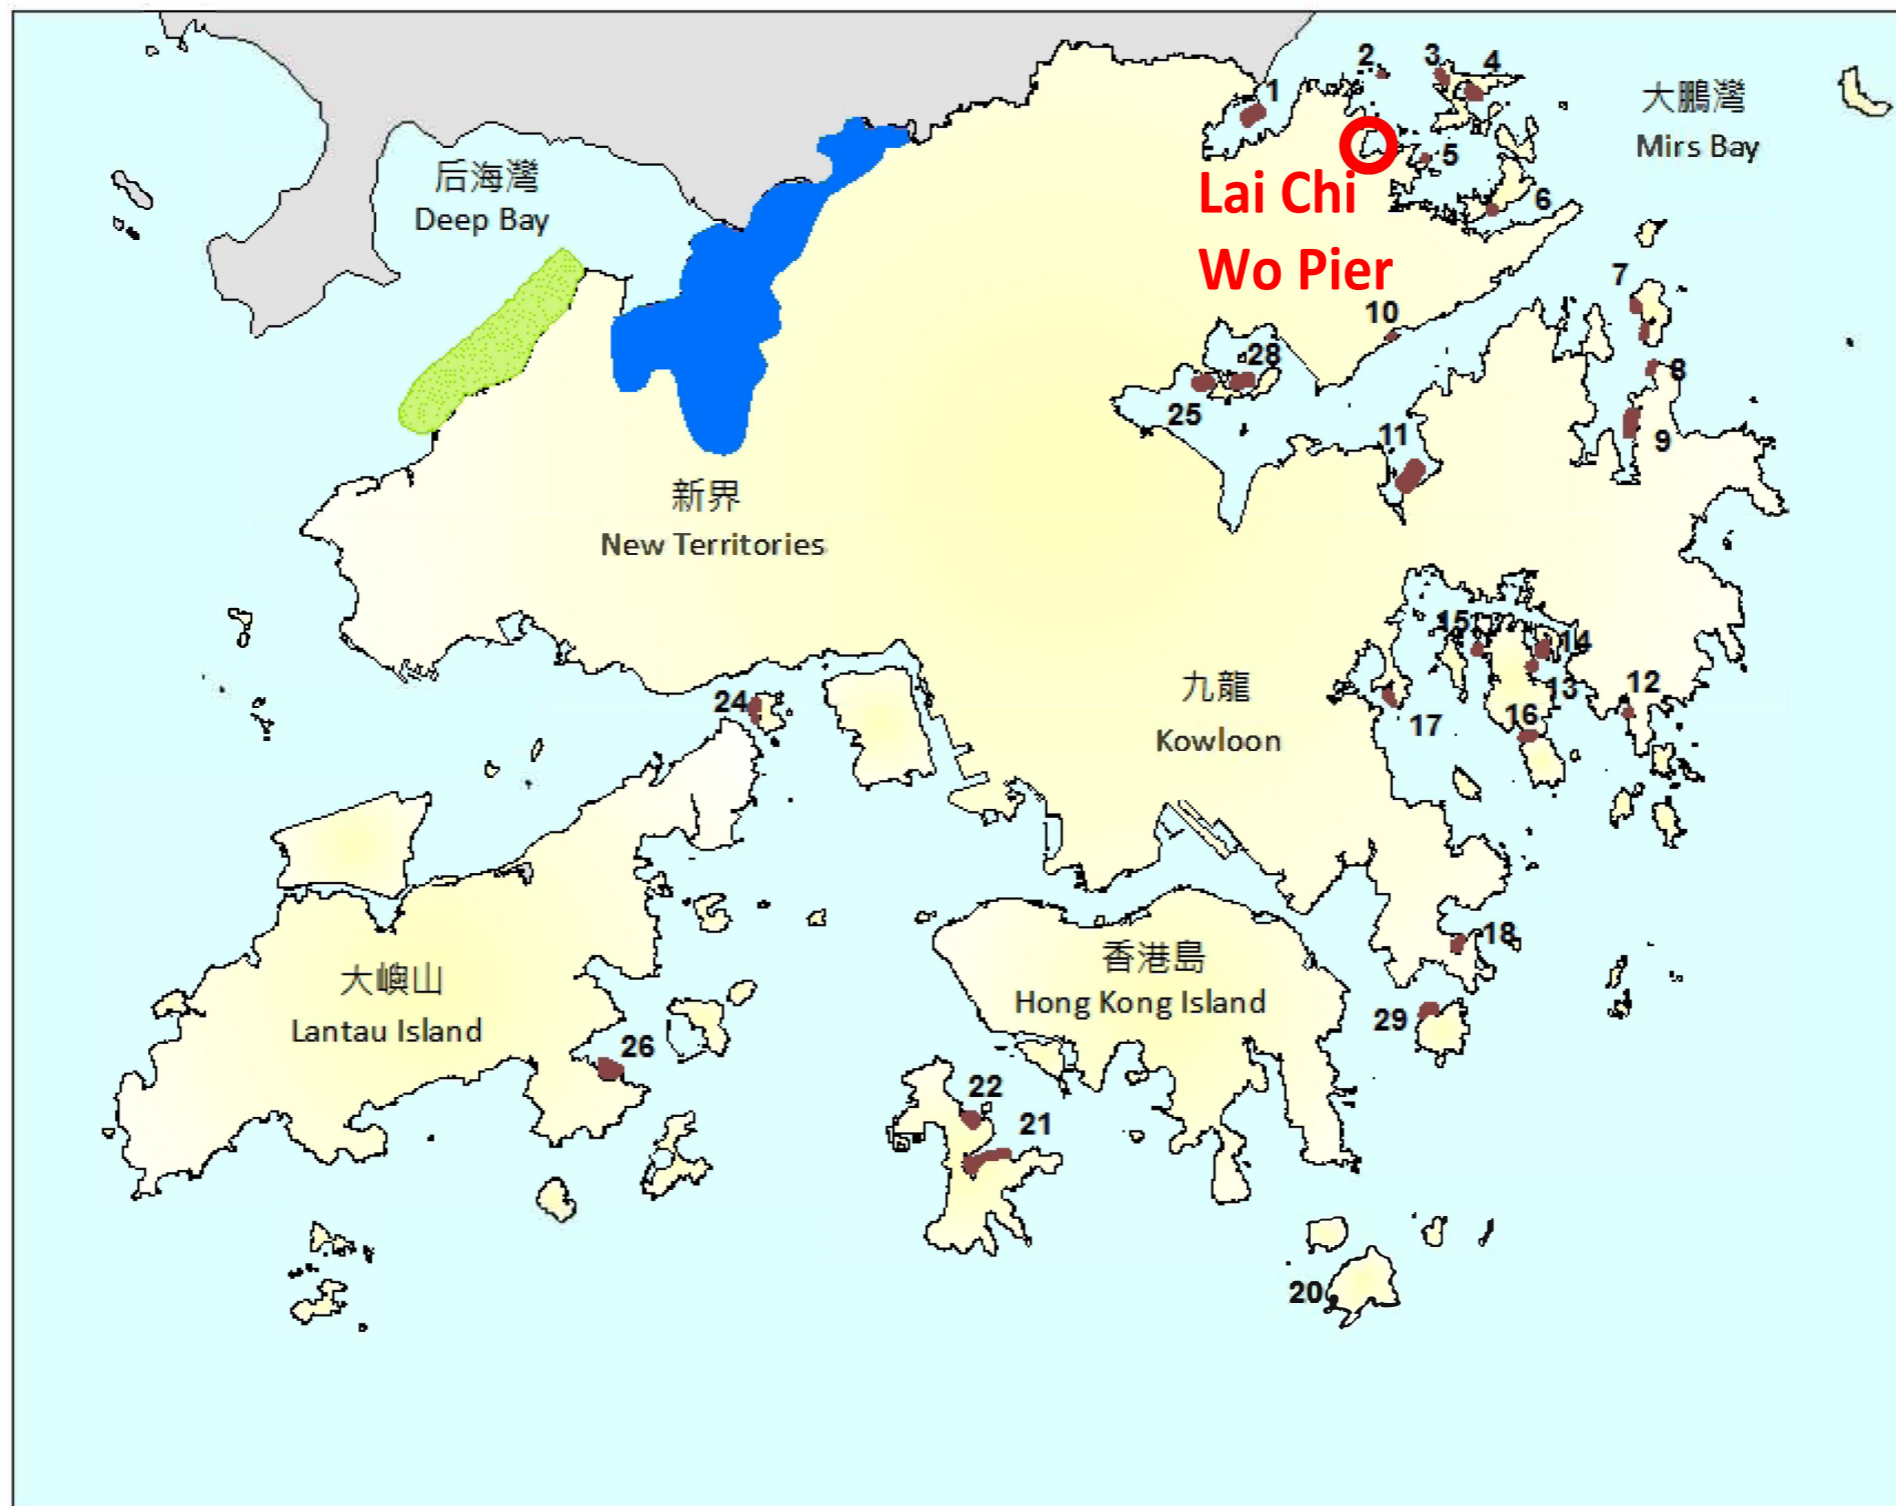 1
2
3
4
大鵬灣
Mirs Bay
后海灣
Deep Bay
5
Lai Chi
Wo Pier
6
7
10
28
8
25
11
9
新界
New Territories
15
14
九龍
Kowloon
13
12
24
16
17
18
香港島
Hong Kong Island
大嶼山
Lantau Island
29
26
22
21
20